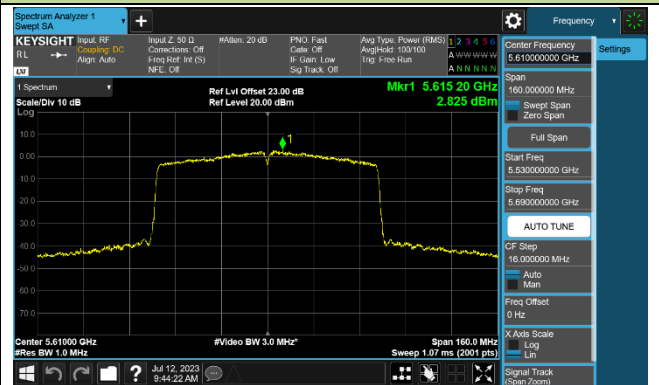 Spectrum Analyzer 1
Swept SA
Frequency
KEYSIGHT
RL
Input: RF
Coupling: DC
Align: Auto
Input Z: 50 Ω
Corrections: Off
Freq Ref: Int (S)
NFE: Off
#Atten: 20 dB
PNO: Fast
Gate: Off
IF Gain: Low
Sig Track: Off
Avg Type: Power (RMS)
Avg|Hold: 100/100
Trig: Free Run
1 2 3 4 5 6
A W W W W W
A N N N N N
LXI
1 Spectrum
Scale/Div 10 dB
Log
Ref Lvl Offset 23.00 dB
Ref Level 20.00 dBm
Mkr1 5.615 20 GHz
2.825 dBm
1
10.0
0.00
-10.0
-20.0
-30.0
-40.0
-50.0
-60.0
-70.0
Center 5.61000 GHz
#Res BW 1.0 MHz
#Video BW 3.0 MHz*
Span 160.0 MHz
Sweep 1.07 ms (2001 pts)
Jul 12, 2023
9:44:22 AM
Center Frequency
5.610000000 GHz
Settings
Span
160.000000 MHz
Swept Span
Zero Span
Full Span
Start Freq
5.530000000 GHz
Stop Freq
5.690000000 GHz
AUTO TUNE
CF Step
16.000000 MHz
Auto
Man
Freq Offset
0 Hz
X Axis Scale
Log
Lin
Signal Track
(Span Zoom)